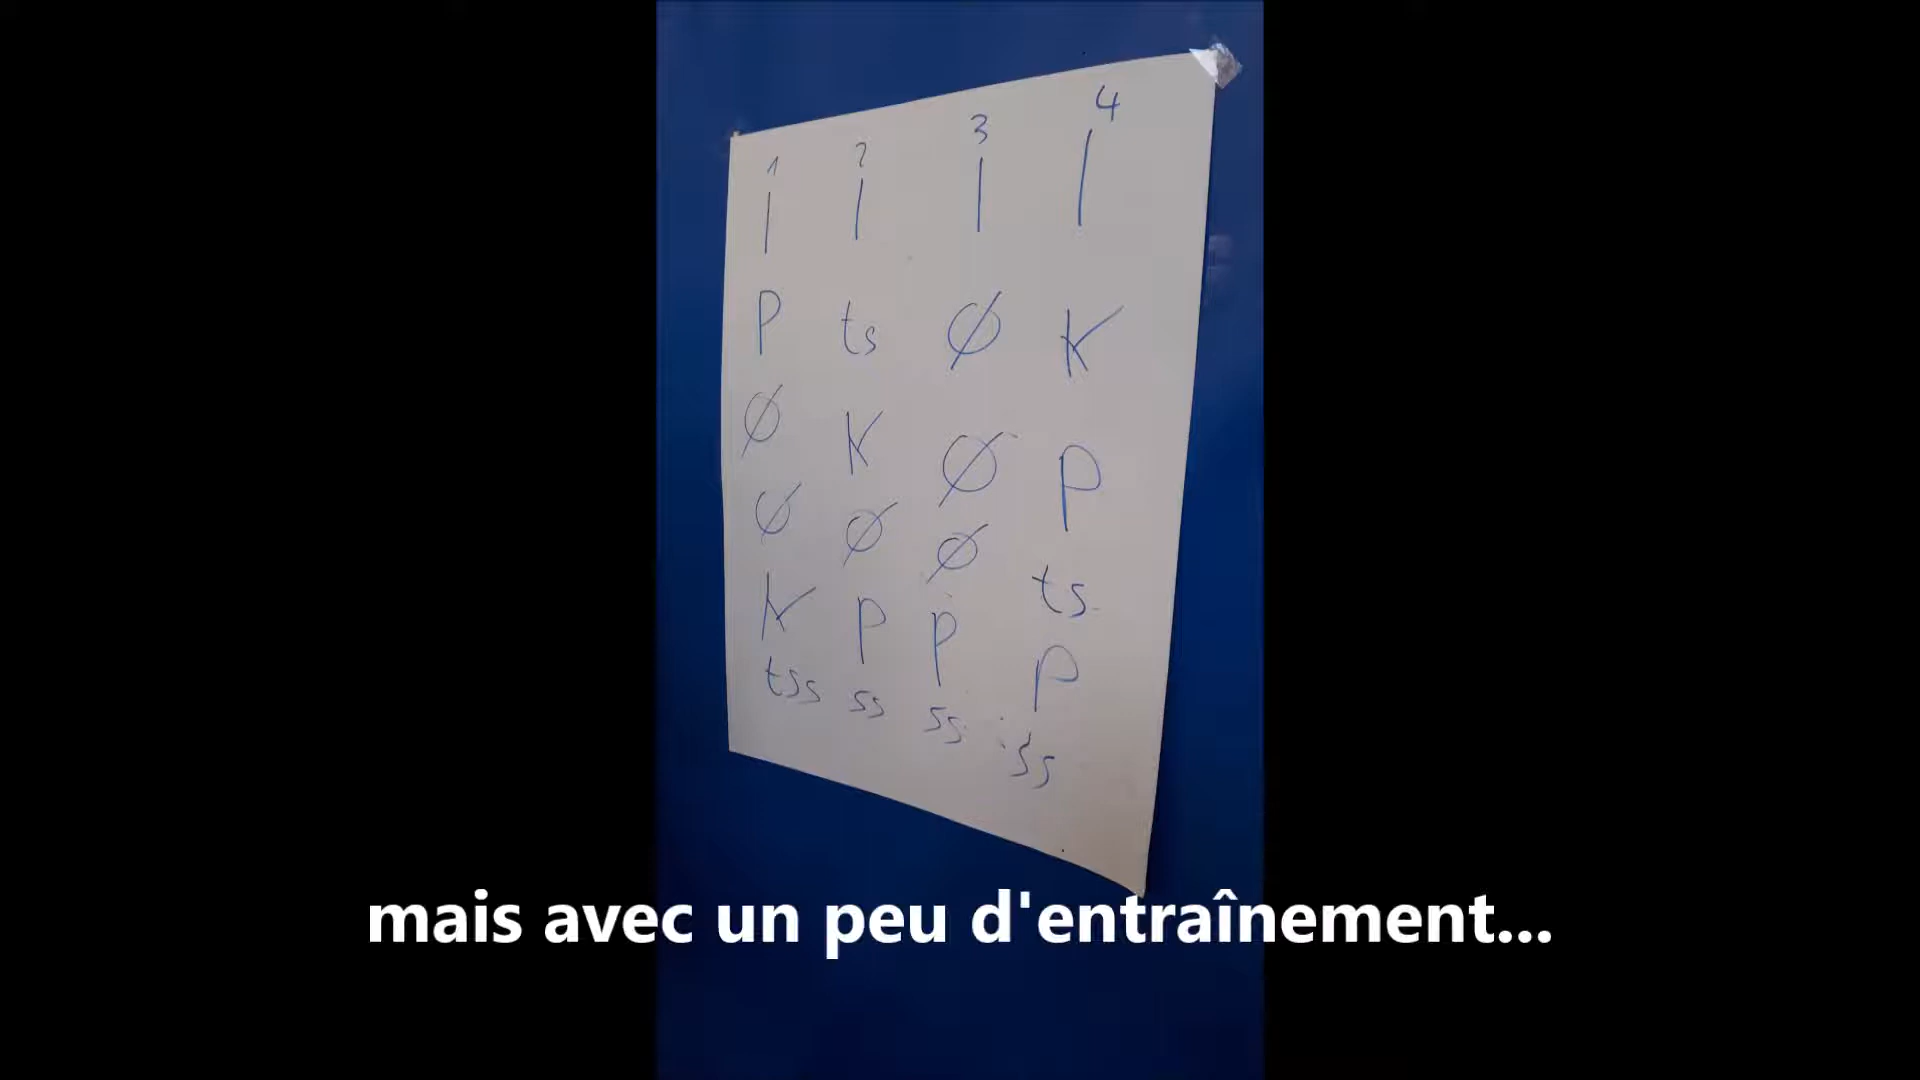 1 2 3 4
| | | |
P ts Ø K
Ø K Ø P
Ø Ø Ø ts
K P P P
tss ss ss ss
mais avec un peu d'entraînement...